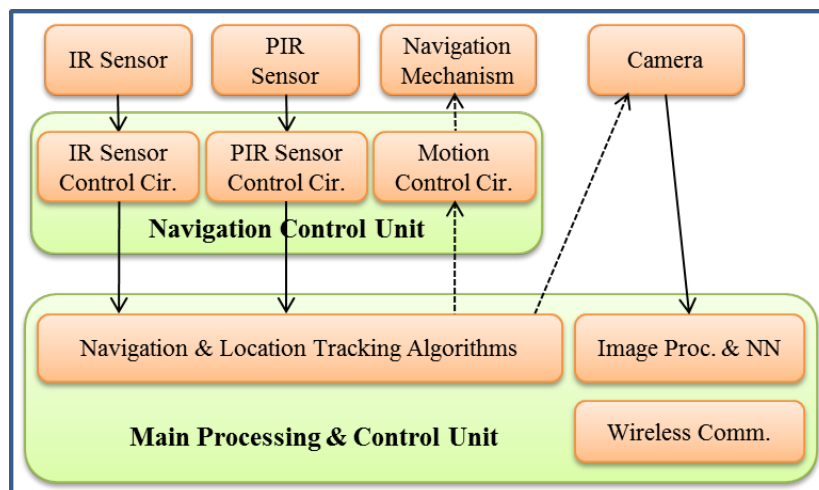 IR Sensor
PIR
Sensor
Navigation
Mechanism
Camera
IR Sensor
Control Cir.
PIR Sensor
Control Cir.
Motion
Control Cir.
Navigation Control Unit
Navigation & Location Tracking Algorithms
Image Proc. & NN
Main Processing & Control Unit
Wireless Comm.